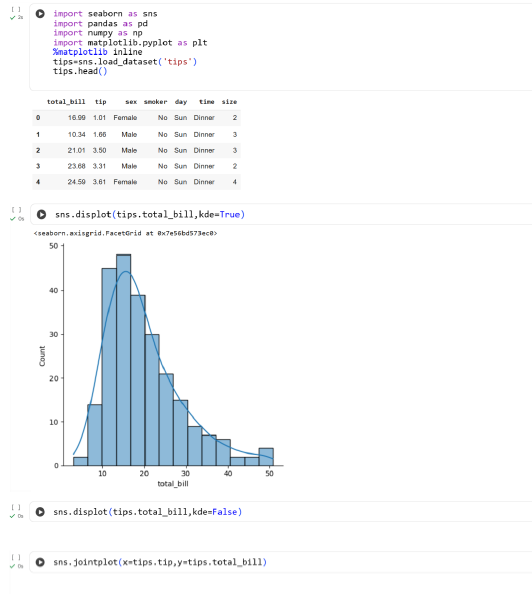 [ ]
import seaborn as sns
✓ 2s
import pandas as pd
import numpy as np
import matplotlib.pyplot as plt
%matplotlib inline
tips=sns.load_dataset('tips')
tips.head()
total_bill tip sex smoker day time size
0 16.99 1.01 Female No Sun Dinner 2
1 10.34 1.66 Male No Sun Dinner 3
2 21.01 3.50 Male No Sun Dinner 3
3 23.68 3.31 Male No Sun Dinner 2
4 24.59 3.61 Female No Sun Dinner 4
[ ]
✓ 0s
sns.displot(tips.total_bill,kde=True)
<seaborn.axisgrid.FacetGrid at 0x7e56bd573ec0>
50
40
30
20
10
0
Count
10 20 30 40 50
total_bill
[ ]
✓ 0s
sns.displot(tips.total_bill,kde=False)
[ ]
✓ 0s
sns.jointplot(x=tips.tip,y=tips.total_bill)